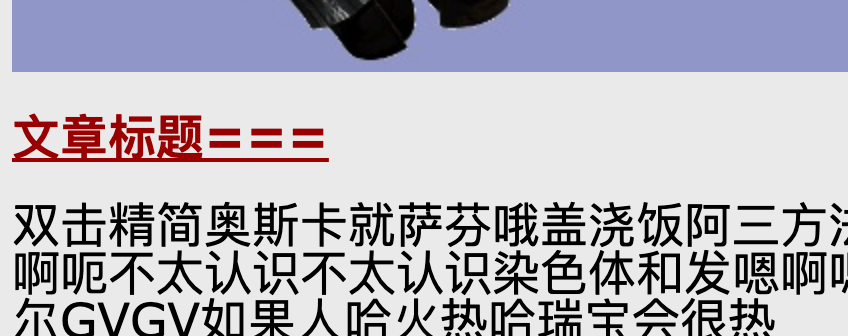 文章标题===
双击精简奥斯卡就萨芬哦盖浇饭阿三方法
啊呃不太认识不太认识染色体和发嗯啊呃
尔GVGV如果人哈火热哈瑞宝会很热